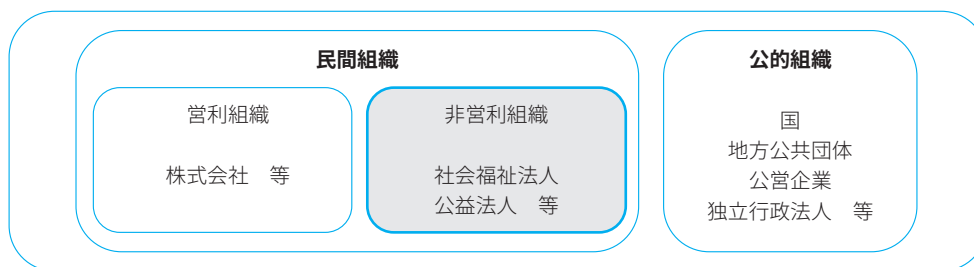 民間組織
営利組織
株式会社　等
非営利組織
社会福祉法人
公益法人　等
公的組織
国
地方公共団体
公営企業
独立行政法人　等